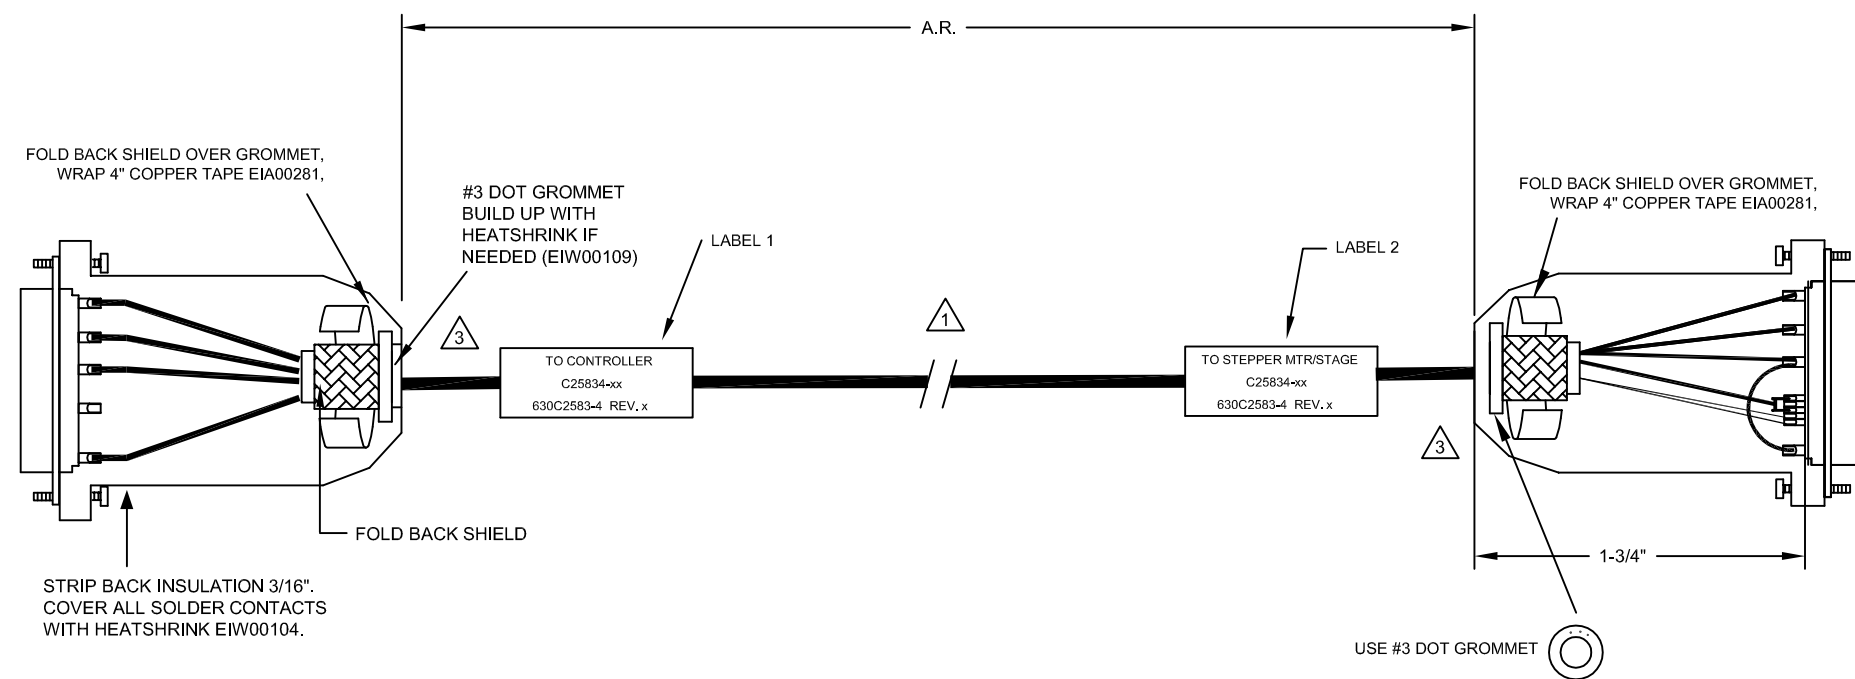 A.R.
FOLD BACK SHIELD OVER GROMMET,
WRAP 4" COPPER TAPE EIA00281,
#3 DOT GROMMET
BUILD UP WITH
HEATSHRINK IF
NEEDED (EIW00109)
LABEL 1
LABEL 2
FOLD BACK SHIELD OVER GROMMET,
WRAP 4" COPPER TAPE EIA00281,
3
1
TO CONTROLLER
C25834-xx
630C2583-4 REV. x
TO STEPPER MTR/STAGE
C25834-xx
630C2583-4 REV. x
3
FOLD BACK SHIELD
1-3/4"
STRIP BACK INSULATION 3/16".
COVER ALL SOLDER CONTACTS
WITH HEATSHRINK EIW00104.
USE #3 DOT GROMMET